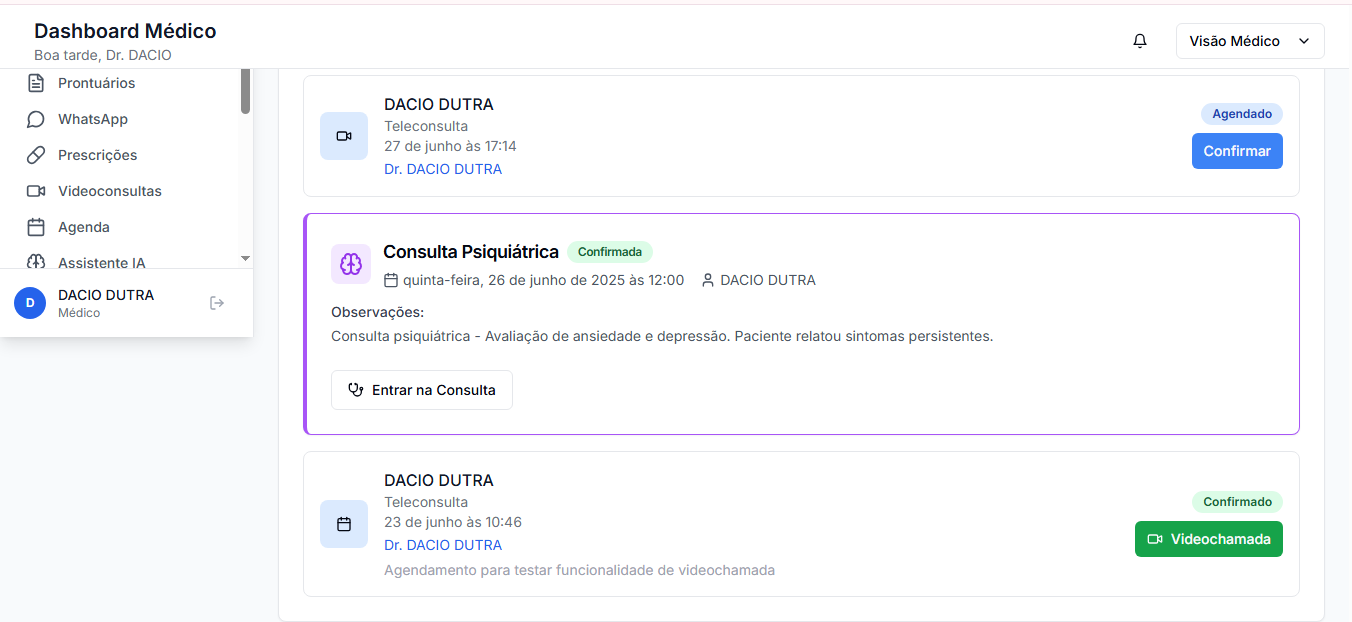 Dashboard Médico
Boa tarde, Dr. DACIO
Visão Médico
Prontuários
WhatsApp
Prescrições
Videoconsultas
Agenda
Assistente IA
D
DACIO DUTRA
Médico
DACIO DUTRA
Teleconsulta
27 de junho às 17:14
Dr. DACIO DUTRA
Agendado
Confirmar
Consulta Psiquiátrica
Confirmada
quinta-feira, 26 de junho de 2025 às 12:00
DACIO DUTRA
Observações:
Consulta psiquiátrica - Avaliação de ansiedade e depressão. Paciente relatou sintomas persistentes.
Entrar na Consulta
DACIO DUTRA
Teleconsulta
23 de junho às 10:46
Dr. DACIO DUTRA
Agendamento para testar funcionalidade de videochamada
Confirmado
Videochamada